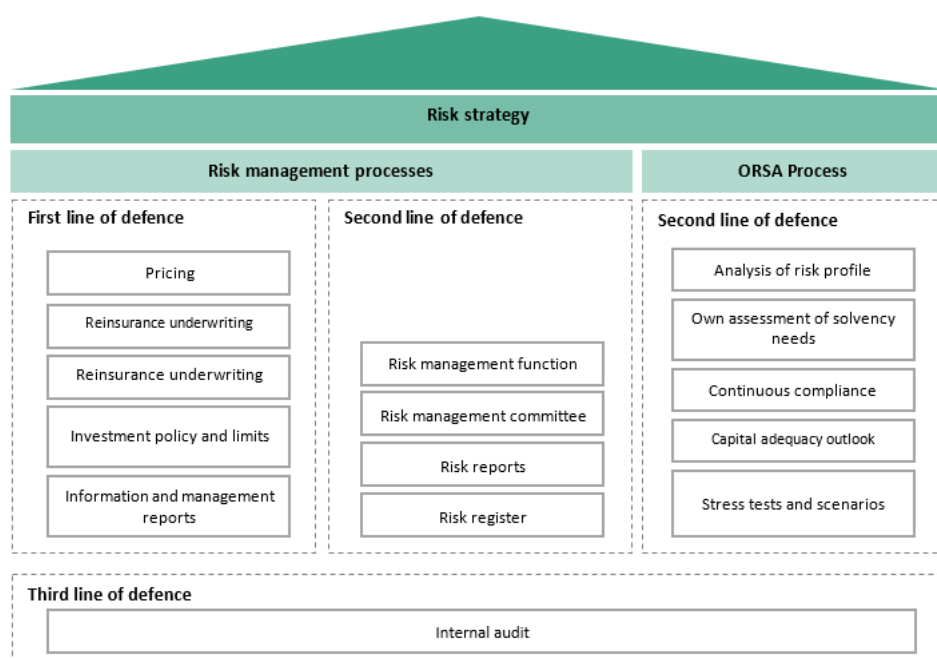 Risk strategy
Risk management processes
ORSA Process
First line of defence
Pricing
Reinsurance underwriting
Reinsurance underwriting
Investment policy and limits
Information and management
reports
Second line of defence
Risk management function
Risk management committee
Risk reports
Risk register
Second line of defence
Analysis of risk profile
Own assessment of solvency
needs
Continuous compliance
Capital adequacy outlook
Stress tests and scenarios
Third line of defence
Internal audit